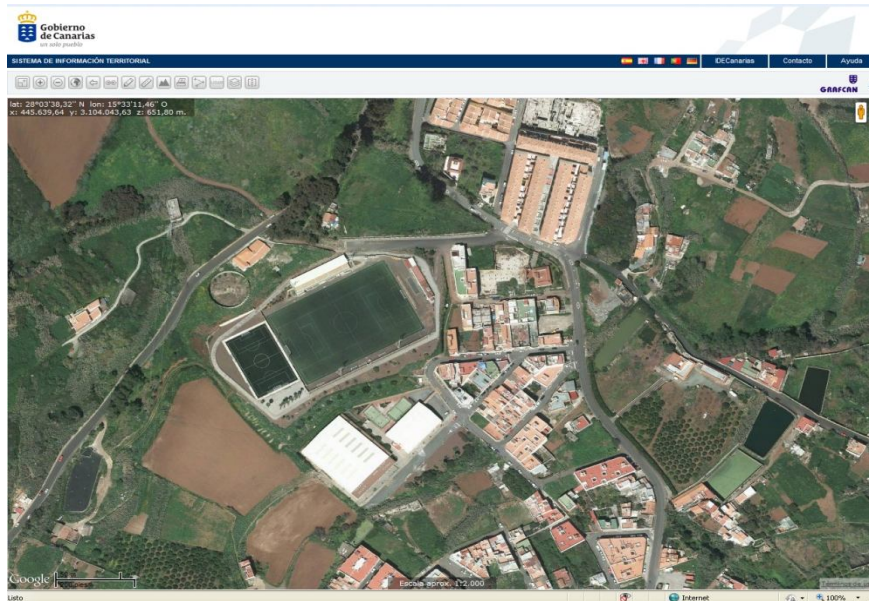 Gobierno
de Canarias
un solo pueblo
SISTEMA DE INFORMACIÓN TERRITORIAL
IDECanarias
Contacto
Ayuda
GRAFCAN
lat: 28°03'38,32'' N lon: 15°33'11,46'' O
x: 445.639,64 y: 3.104.043,63 z: 651,80 m.
Google
Escala aprox. 1:2.000
Listo
Internet
100%